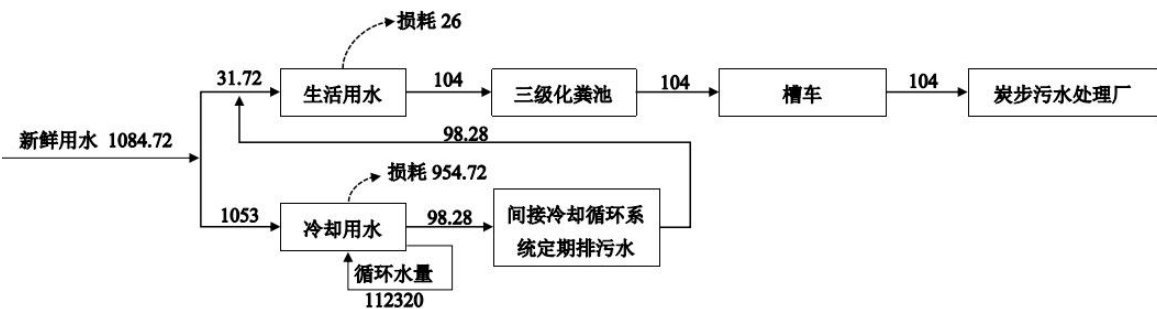 损耗 26
31.72
生活用水
104
三级化粪池
104
槽车
104
炭步污水处理厂
新鲜用水 1084.72
98.28
损耗 954.72
1053
冷却用水
98.28
间接冷却循环系
统定期排污水
循环水量
112320